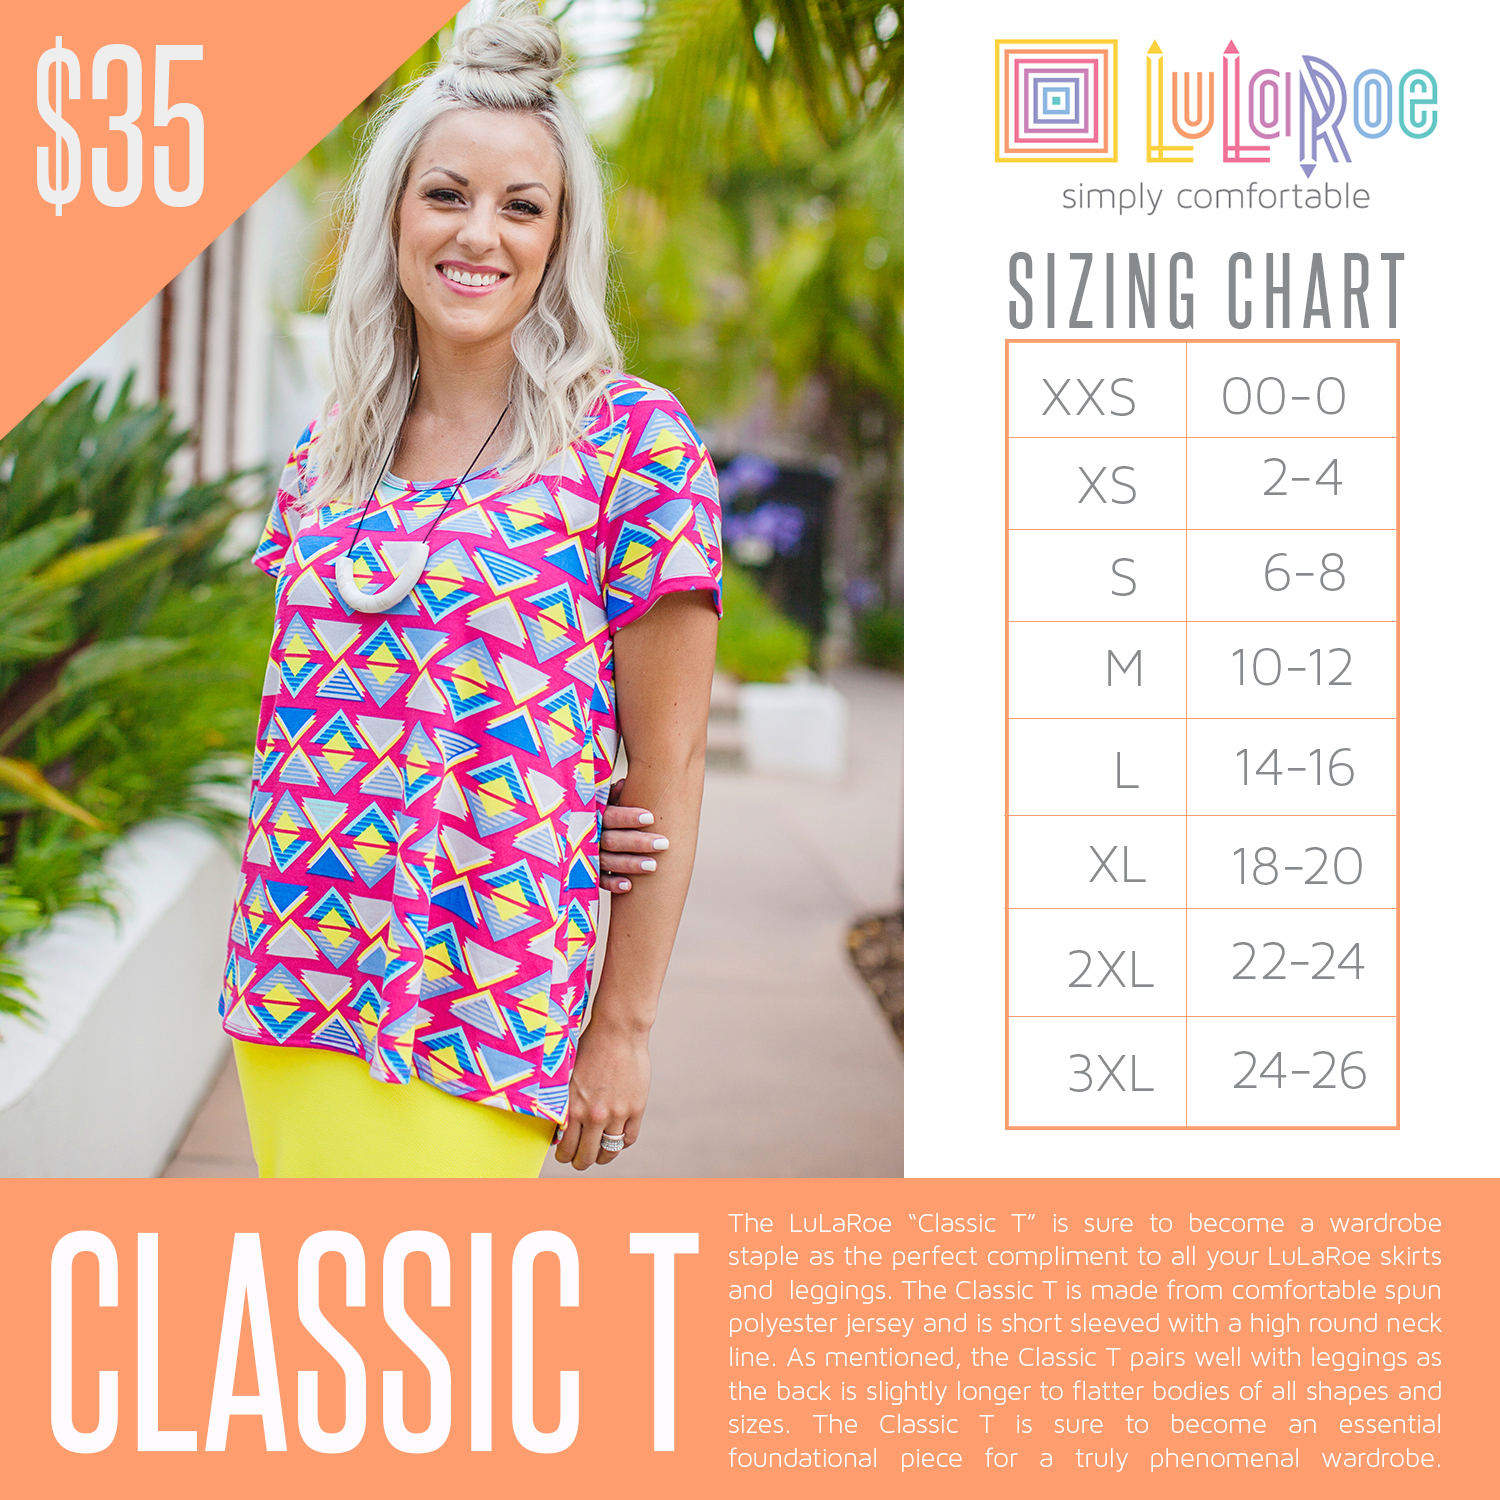 $35
LuLaRoe
simply comfortable
SIZING CHART
XXS 00-0
XS 2-4
S 6-8
M 10-12
L 14-16
XL 18-20
2XL 22-24
3XL 24-26
CLASSIC T
The LuLaRoe “Classic T” is sure to become a wardrobe
staple as the perfect compliment to all your LuLaRoe skirts
and leggings. The Classic T is made from comfortable spun
polyester jersey and is short sleeved with a high round neck
line. As mentioned, the Classic T pairs well with leggings as
the back is slightly longer to flatter bodies of all shapes and
sizes. The Classic T is sure to become an essential
foundational piece for a truly phenomenal wardrobe.